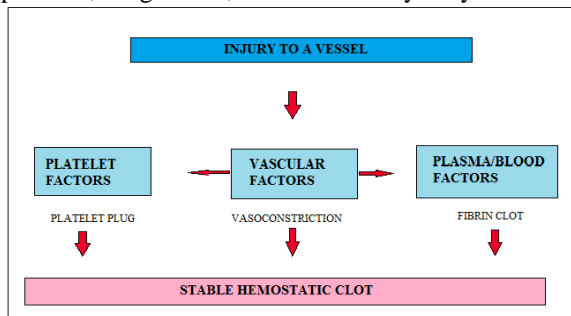 INJURY TO A VESSEL
PLATELET
FACTORS
VASCULAR
FACTORS
PLASMA/BLOOD
FACTORS
PLATELET PLUG
VASOCONSTRICTION
FIBRIN CLOT
STABLE HEMOSTATIC CLOT